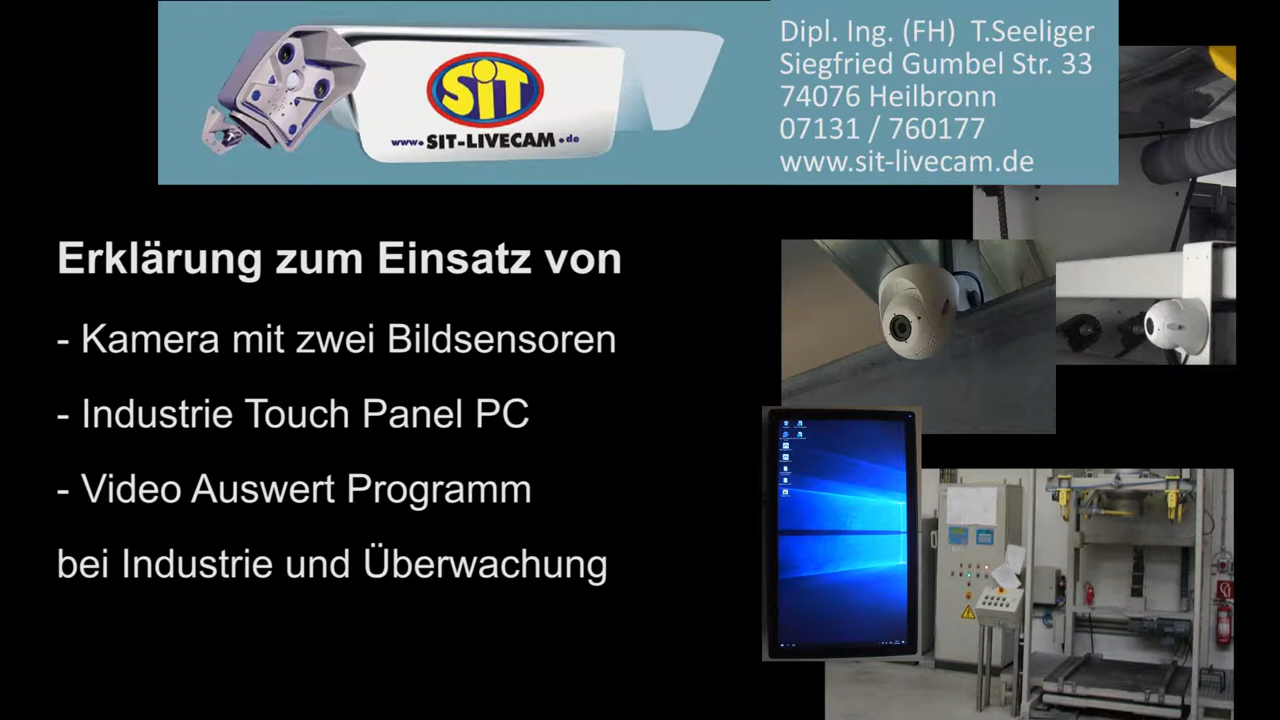 SiT
www.SIT-LIVECAM.de
Dipl. Ing. (FH) T.Seeliger
Siegfried Gumbel Str. 33
74076 Heilbronn
07131 / 760177
www.sit-livecam.de
Erklärung zum Einsatz von
- Kamera mit zwei Bildsensoren
- Industrie Touch Panel PC
- Video Auswert Programm
bei Industrie und Überwachung